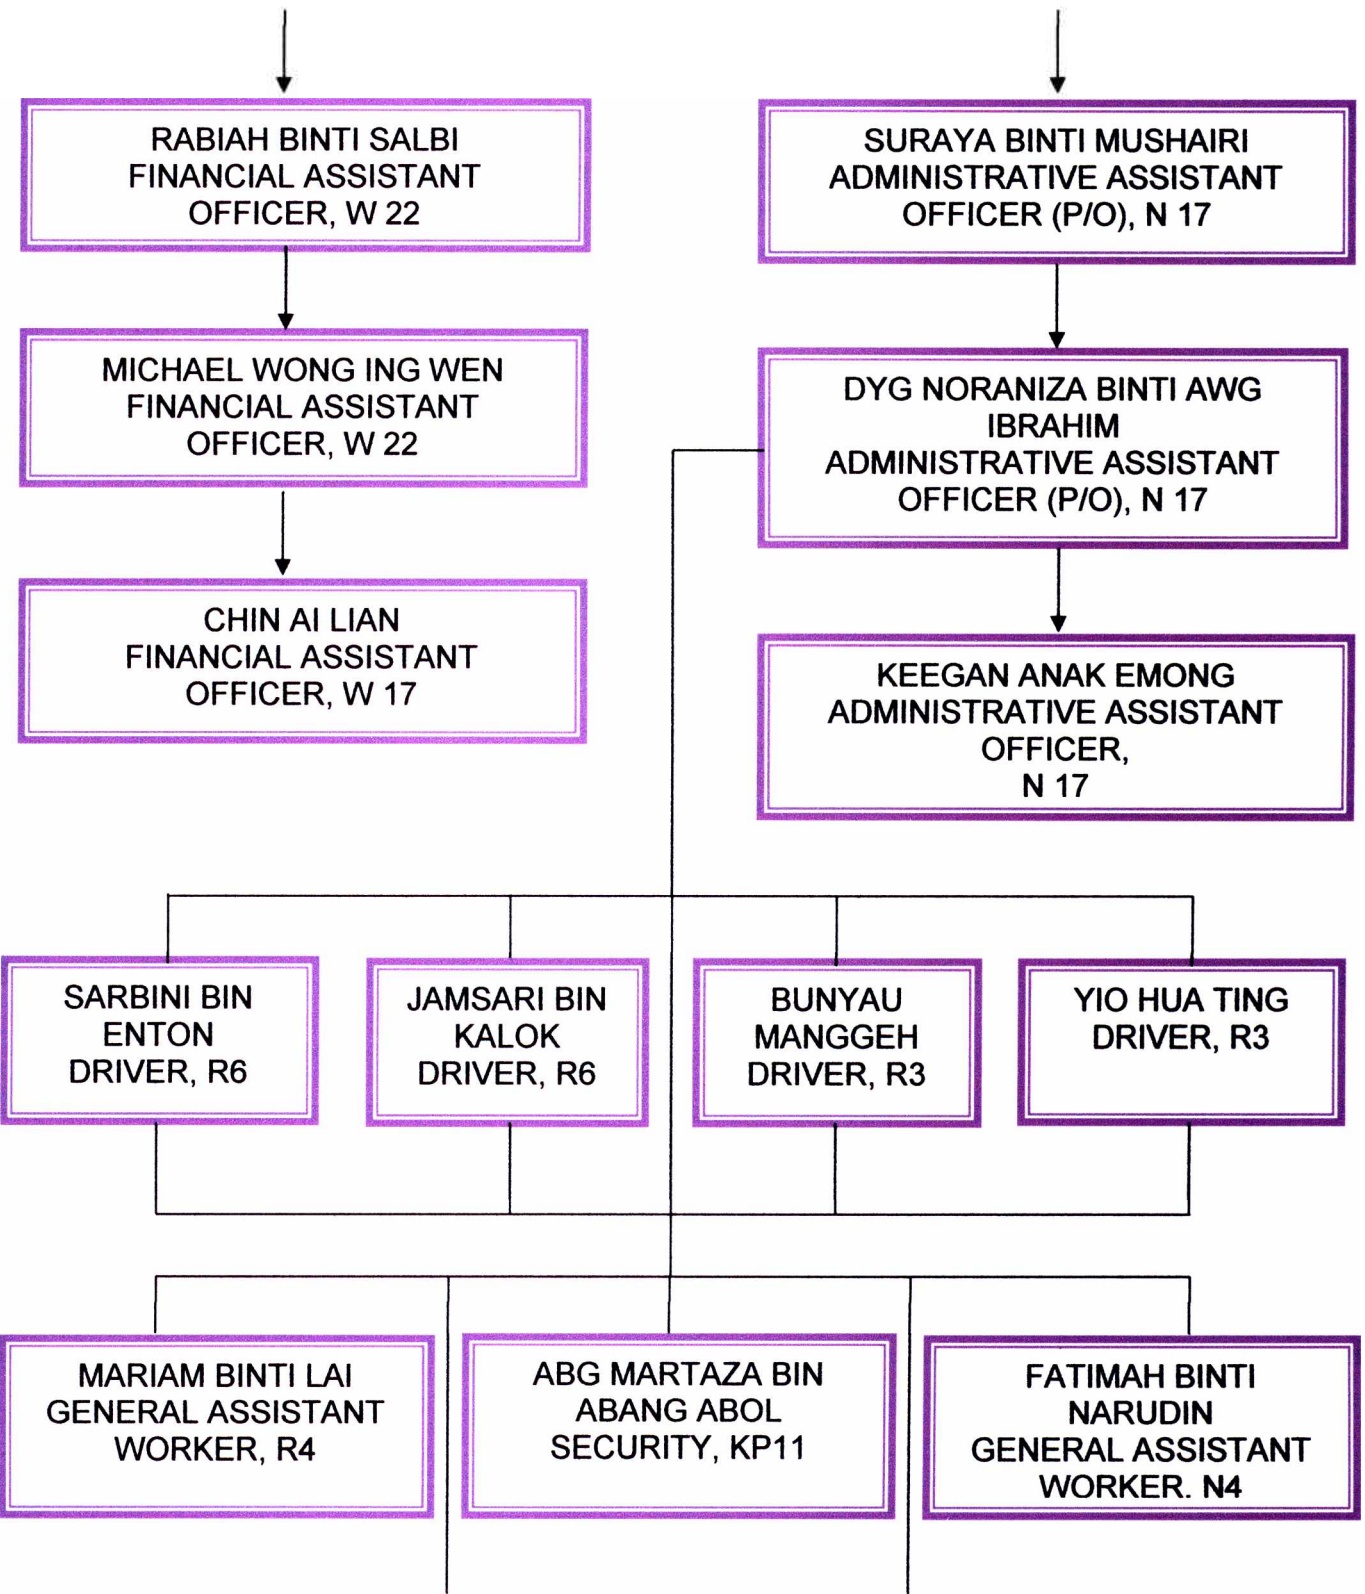 RABIAH BINTI SALBI
FINANCIAL ASSISTANT
OFFICER, W 22
SURAYA BINTI MUSHAIRI
ADMINISTRATIVE ASSISTANT
OFFICER (P/O), N 17
MICHAEL WONG ING WEN
FINANCIAL ASSISTANT
OFFICER, W 22
DYG NORANIZA BINTI AWG
IBRAHIM
ADMINISTRATIVE ASSISTANT
OFFICER (P/O), N 17
CHIN AI LIAN
FINANCIAL ASSISTANT
OFFICER, W 17
KEEGAN ANAK EMONG
ADMINISTRATIVE ASSISTANT
OFFICER,
N 17
SARBINI BIN
ENTON
DRIVER, R6
JAMSARI BIN
KALOK
DRIVER, R6
BUNYAU
MANGGEH
DRIVER, R3
YIO HUA TING
DRIVER, R3
MARIAM BINTI LAI
GENERAL ASSISTANT
WORKER, R4
ABG MARTAZA BIN
ABANG ABOL
SECURITY, KP11
FATIMAH BINTI
NARUDIN
GENERAL ASSISTANT
WORKER. N4